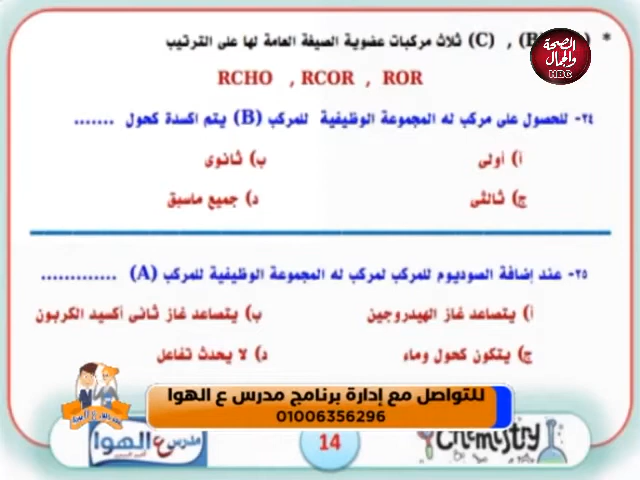 * (B) , (C) ثلاث مركبات عضوية الصيغة العامة لها على الترتيب
الصحة
والجمال
HBC
RCHO , RCOR , ROR
٢٤- للحصول على مركب له المجموعة الوظيفية للمركب (B) يتم اكسدة كحول .......
أ) أولى
ب) ثانوى
ج) ثالثى
د) جميع ماسبق
٢٥- عند إضافة الصوديوم للمركب لمركب له المجموعة الوظيفية للمركب (A) .............
أ) يتصاعد غاز الهيدروجين
ب) يتصاعد غاز ثانى أكسيد الكربون
ج) يتكون كحول وماء
د) لا يحدث تفاعل
للتواصل مع إدارة برنامج مدرس ع الهوا
01006356296
مدرس ع الهوا
14
Chemistry